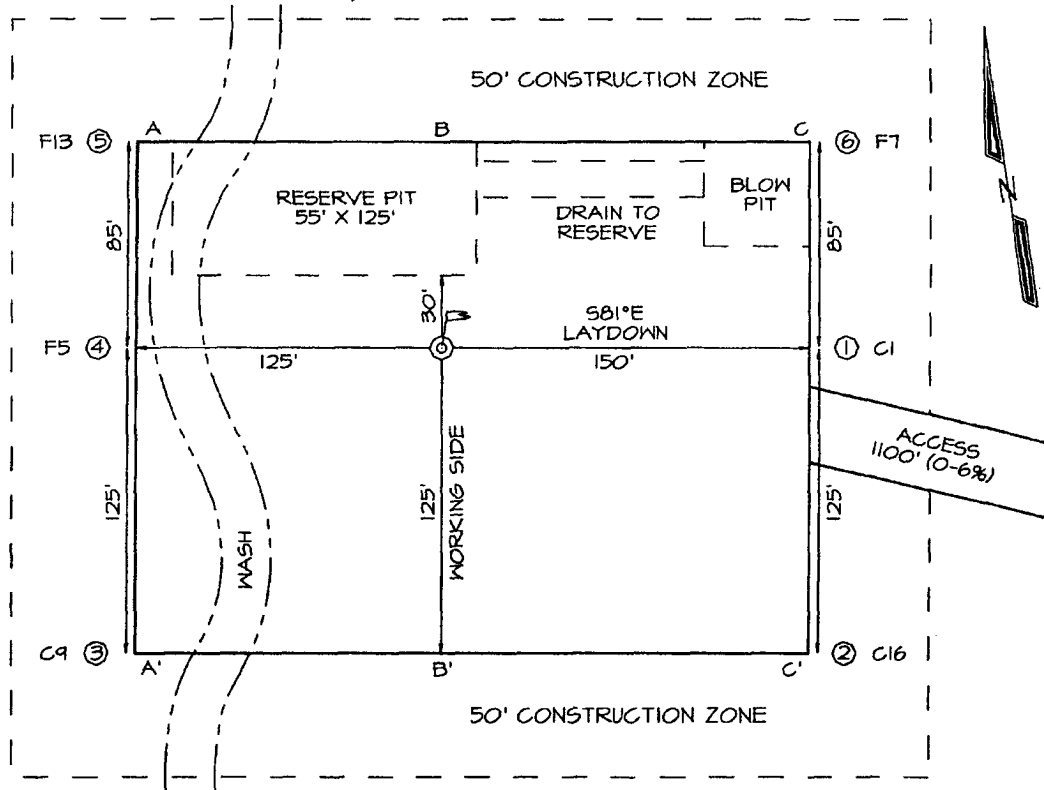 50' CONSTRUCTION ZONE
A
B
C
F13 ⑤
⑥ F7
RESERVE PIT
55' X 125'
BLOW
PIT
DRAIN TO
RESERVE
85'
85'
30'
S81°E
LAYDOWN
F5 ④
125'
150'
① C1
ACCESS
1100' (0-6%)
125'
125'
WORKING SIDE
125'
WASH
C9 ③
② C16
A'
B'
C'
50' CONSTRUCTION ZONE
N